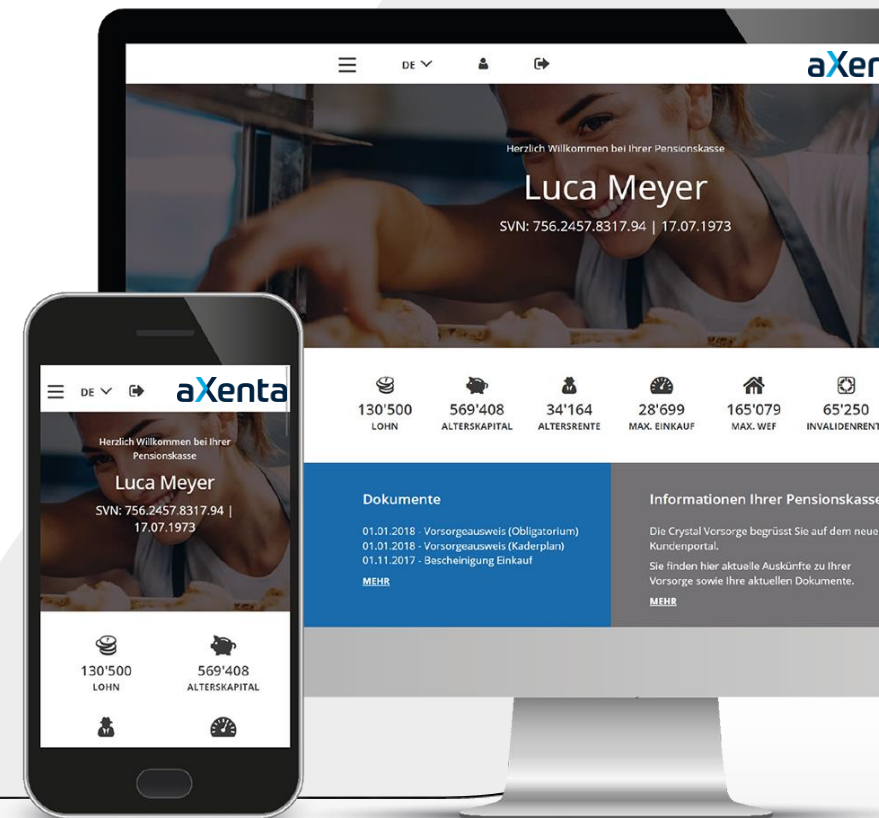 DE
aXen
Herzlich Willkommen bei Ihrer Pensionskasse
Luca Meyer
SVN: 756.2457.8317.94 | 17.07.1973
130'500 569'408 34'164 28'699 165'079 65'250
LOHN ALTERSKAPITAL ALTERSRENTE MAX. EINKAUF MAX. WEF INVALIDENRENT
Dokumente
01.01.2018 - Vorsorgeausweis (Obligatorium)
01.01.2018 - Vorsorgeausweis (Kaderplan)
01.11.2017 - Bescheinigung Einkauf
MEHR
Informationen Ihrer Pensionskasse
Die Crystal Vorsorge begrüsst Sie auf dem neue
Kundenportal.
Sie finden hier aktuelle Auskünfte zu Ihrer
Vorsorge sowie Ihre aktuellen Dokumente.
MEHR
DE aXenta
Herzlich Willkommen bei Ihrer
Pensionskasse
Luca Meyer
SVN: 756.2457.8317.94 |
17.07.1973
130'500 569'408
LOHN ALTERSKAPITAL